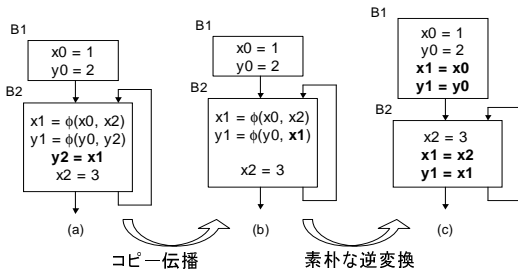 B1
x0 = 1
y0 = 2
B2
x1 = ϕ(x0, x2)
y1 = ϕ(y0, y2)
y2 = x1
x2 = 3
(a)
B1
x0 = 1
y0 = 2
B2
x1 = ϕ(x0, x2)
y1 = ϕ(y0, x1)
x2 = 3
(b)
B1
x0 = 1
y0 = 2
x1 = x0
y1 = y0
B2
x2 = 3
x1 = x2
y1 = x1
(c)
コピー伝播
素朴な逆変換